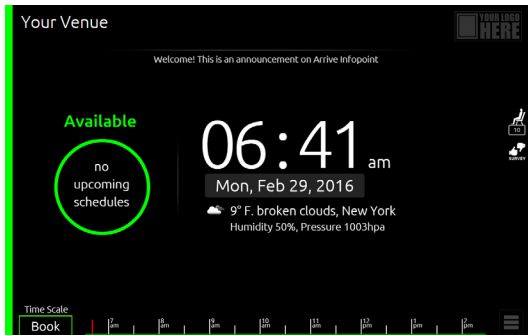 Your Venue
YOUR LOGO
HERE
Welcome! This is an announcement on Arrive Infopoint
Available
no
upcoming
schedules
06:41 am
Mon, Feb 29, 2016
9° F. broken clouds, New York
Humidity 50%, Pressure 1003hpa
10
SURVEY
Time Scale
Book
7 am 8 am 9 am 10 am 11 am 12 pm 1 pm 2 pm